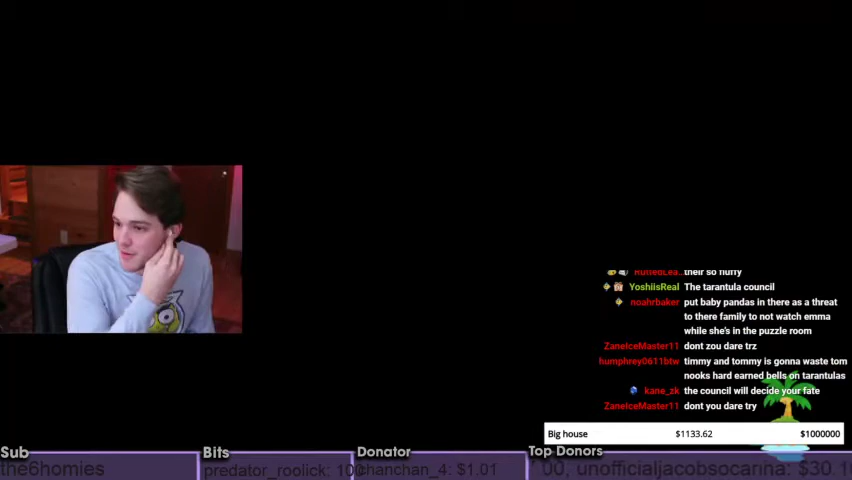 their so fluffy
YoshiisReal The tarantula council
noahrbaker put baby pandas in there as a threat
to there family to not watch emma
while she's in the puzzle room
ZaneIceMaster11 dont zou dare trz
humphrey0611btw timmy and tommy is gonna waste tom
nooks hard earned bells on tarantulas
kane_zk the council will decide your fate
ZaneIceMaster11 dont you dare try
Big house $1133.62 $1000000
Sub Bits Donator Top Donors
the6homies predator_roolick: 100 chanchan_4: $1.01 00, unofficialjacobsocarina: $30.1